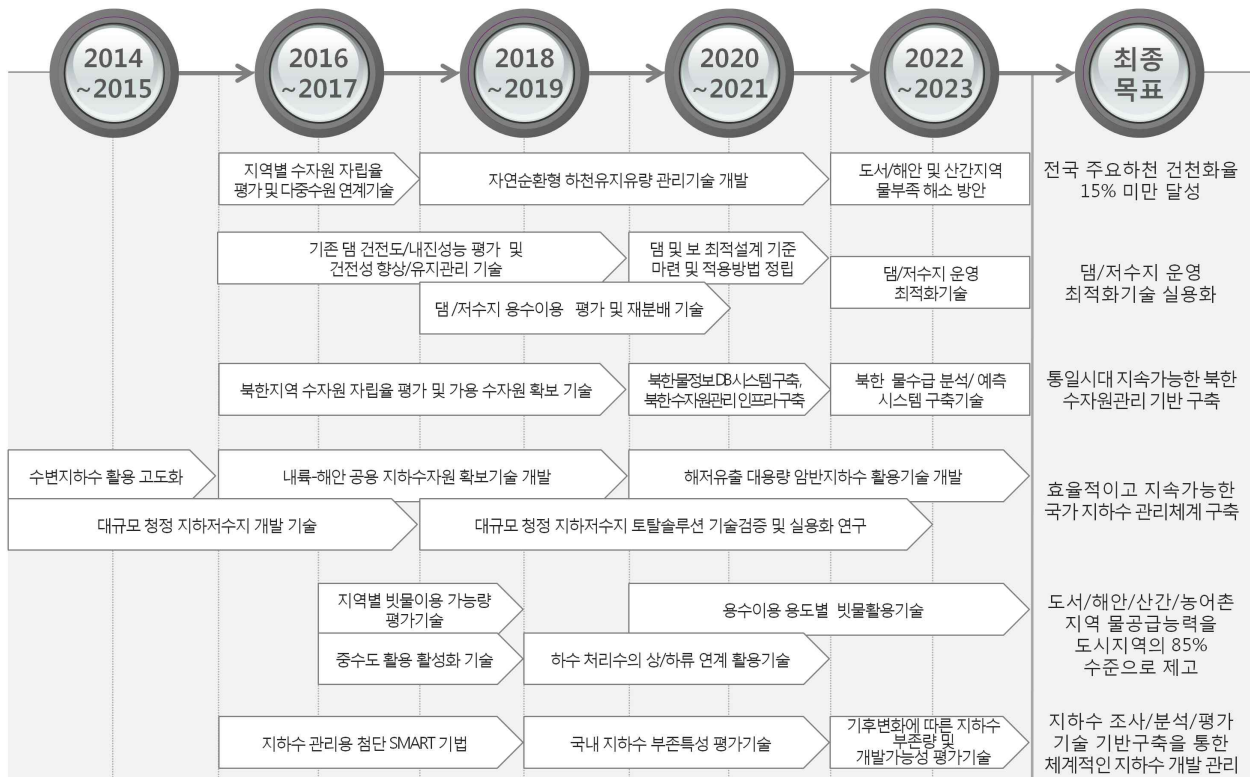 2014
~2015
2016
~2017
2018
~2019
2020
~2021
2022
~2023
최종
목표
지역별 수자원 자립율
평가 및 다중수원 연계기술
자연순환형 하천유지유량 관리기술 개발
도서/해안 및 산간지역
물부족 해소 방안
전국 주요하천 건천화율
15% 미만 달성
기존 댐 건전도/내진성능 평가 및
건전성 향상/유지관리 기술
댐 및 보 최적설계 기준
마련 및 적용방법 정립
댐/저수지 운영
최적화기술
댐/저수지 용수이용 평가 및 재분배 기술
댐/저수지 운영
최적화기술 실용화
북한지역 수자원 자립율 평가 및 가용 수자원 확보 기술
북한물정보DB시스템구축,
북한수자원관리인프라구축
북한 물수급 분석/예측
시스템 구축기술
통일시대 지속가능한 북한
수자원관리 기반 구축
수변지하수 활용 고도화
내륙-해안 공용 지하수자원 확보기술 개발
해저유출 대용량 암반지하수 활용기술 개발
대규모 청정 지하저수지 개발 기술
대규모 청정 지하저수지 토탈솔루션 기술검증 및 실용화 연구
효율적이고 지속가능한
국가 지하수 관리체계 구축
지역별 빗물이용 가능량
평가기술
용수이용 용도별 빗물활용기술
중수도 활용 활성화 기술
하수 처리수의 상/하류 연계 활용기술
도서/해안/산간/농어촌
지역 물공급능력을
도시지역의 85%
수준으로 제고
지하수 관리용 첨단 SMART 기법
국내 지하수 부존특성 평가기술
기후변화에 따른 지하수
부존량 및
개발가능성 평가기술
지하수 조사/분석/평가
기술 기반구축을 통한
체계적인 지하수 개발 관리